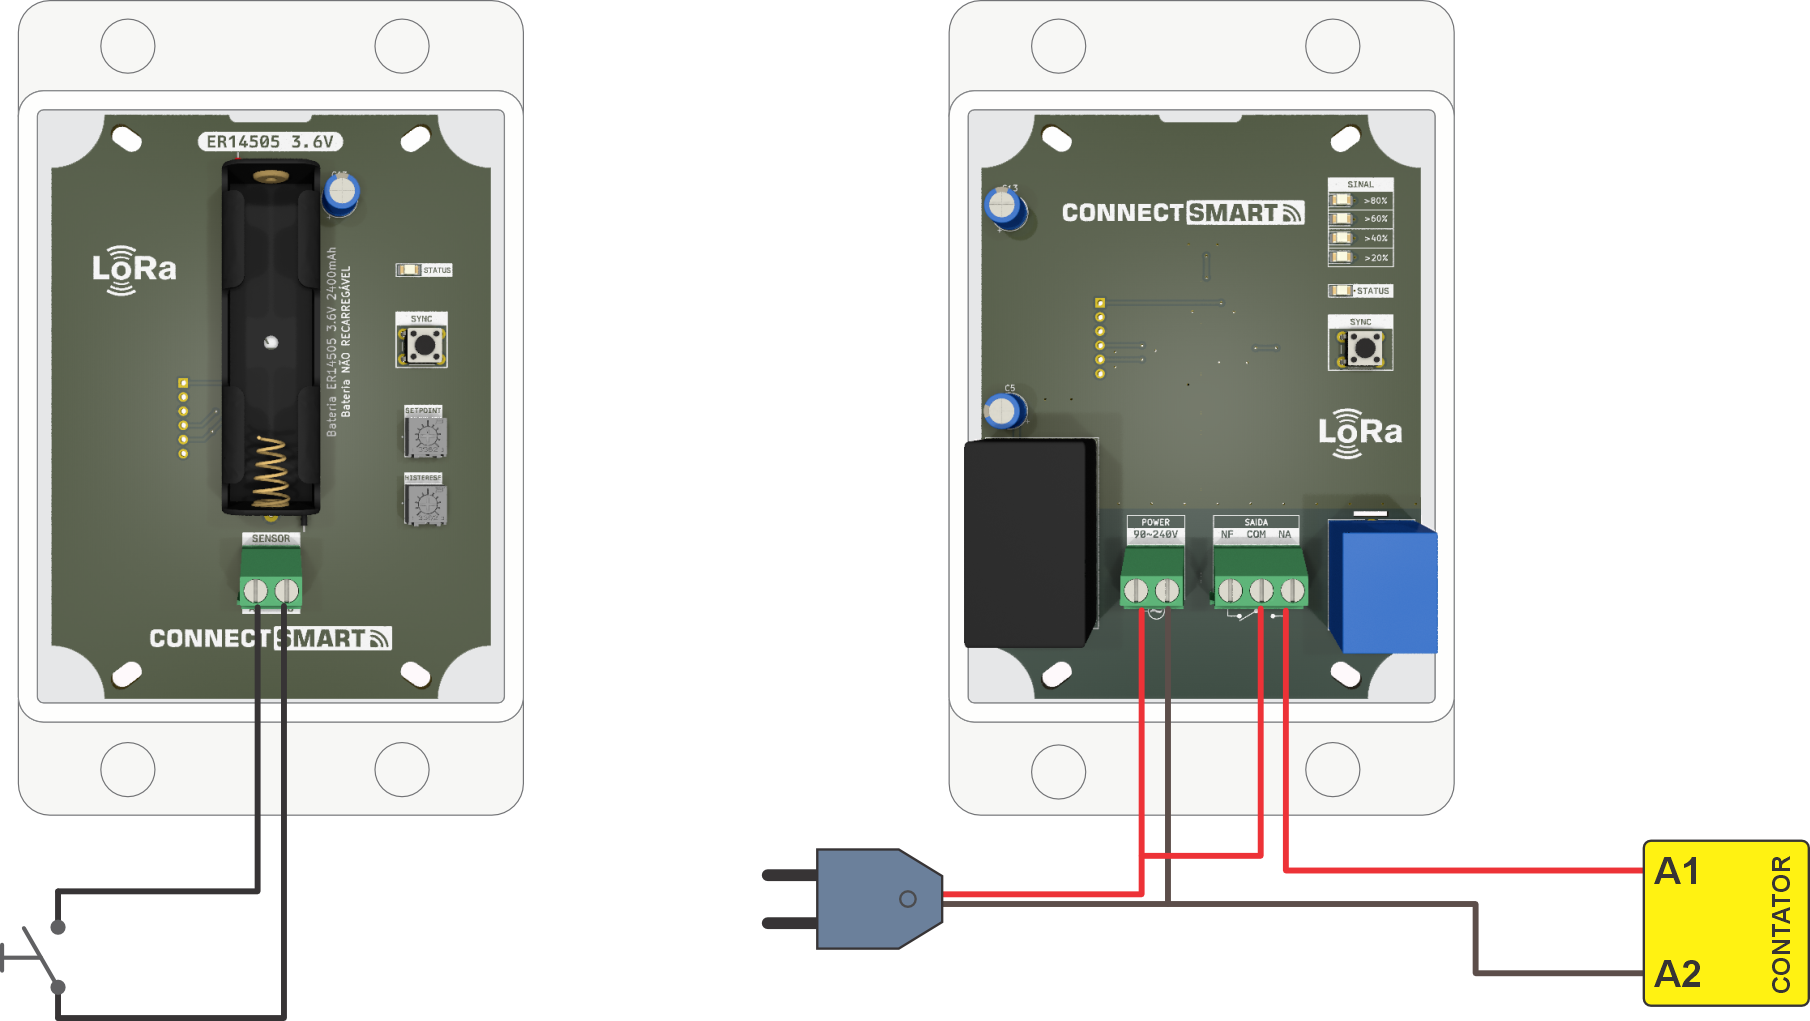 ER14505 3.6V
LoRa
Bateria ER14505 3.6V 2400mAh
Bateria NÃO RECARREGÁVEL
STATUS
SYNC
SETPOINT
HISTERESE
SENSOR
CONNECTSMART
CONNECTSMART
SINAL
>80%
>60%
>40%
>20%
STATUS
SYNC
C5
LoRa
POWER
90~240V
SAIDA
NF COM NA
A1
A2
CONTATOR